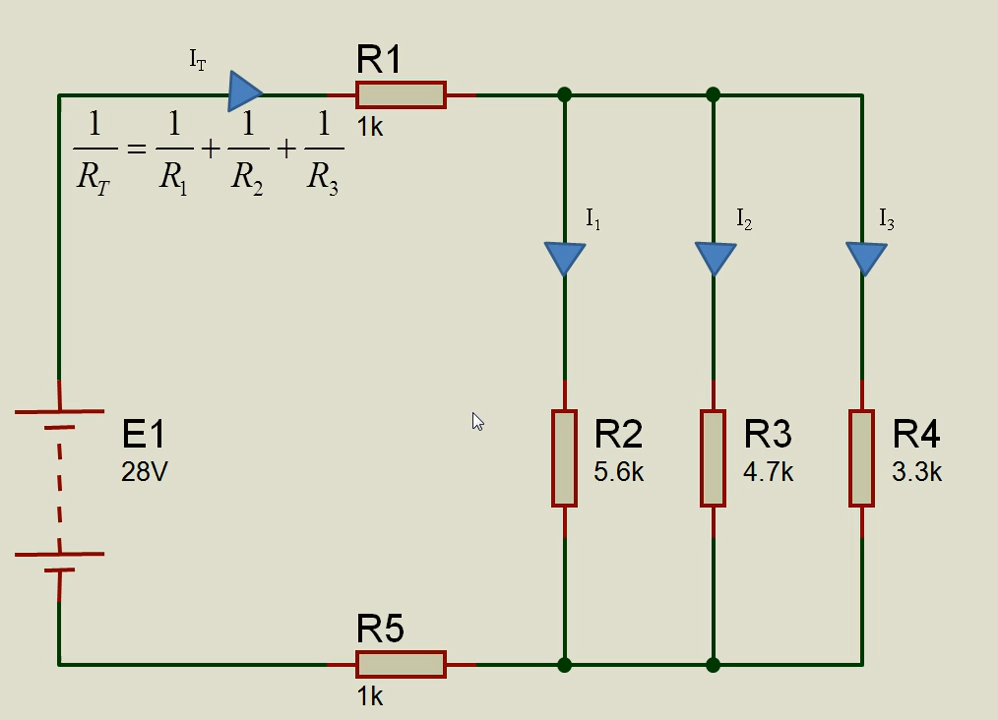 I_T
R1
1k
1/R_T = 1/R_1 + 1/R_2 + 1/R_3
I_1
I_2
I_3
E1
28V
R2
5.6k
R3
4.7k
R4
3.3k
R5
1k